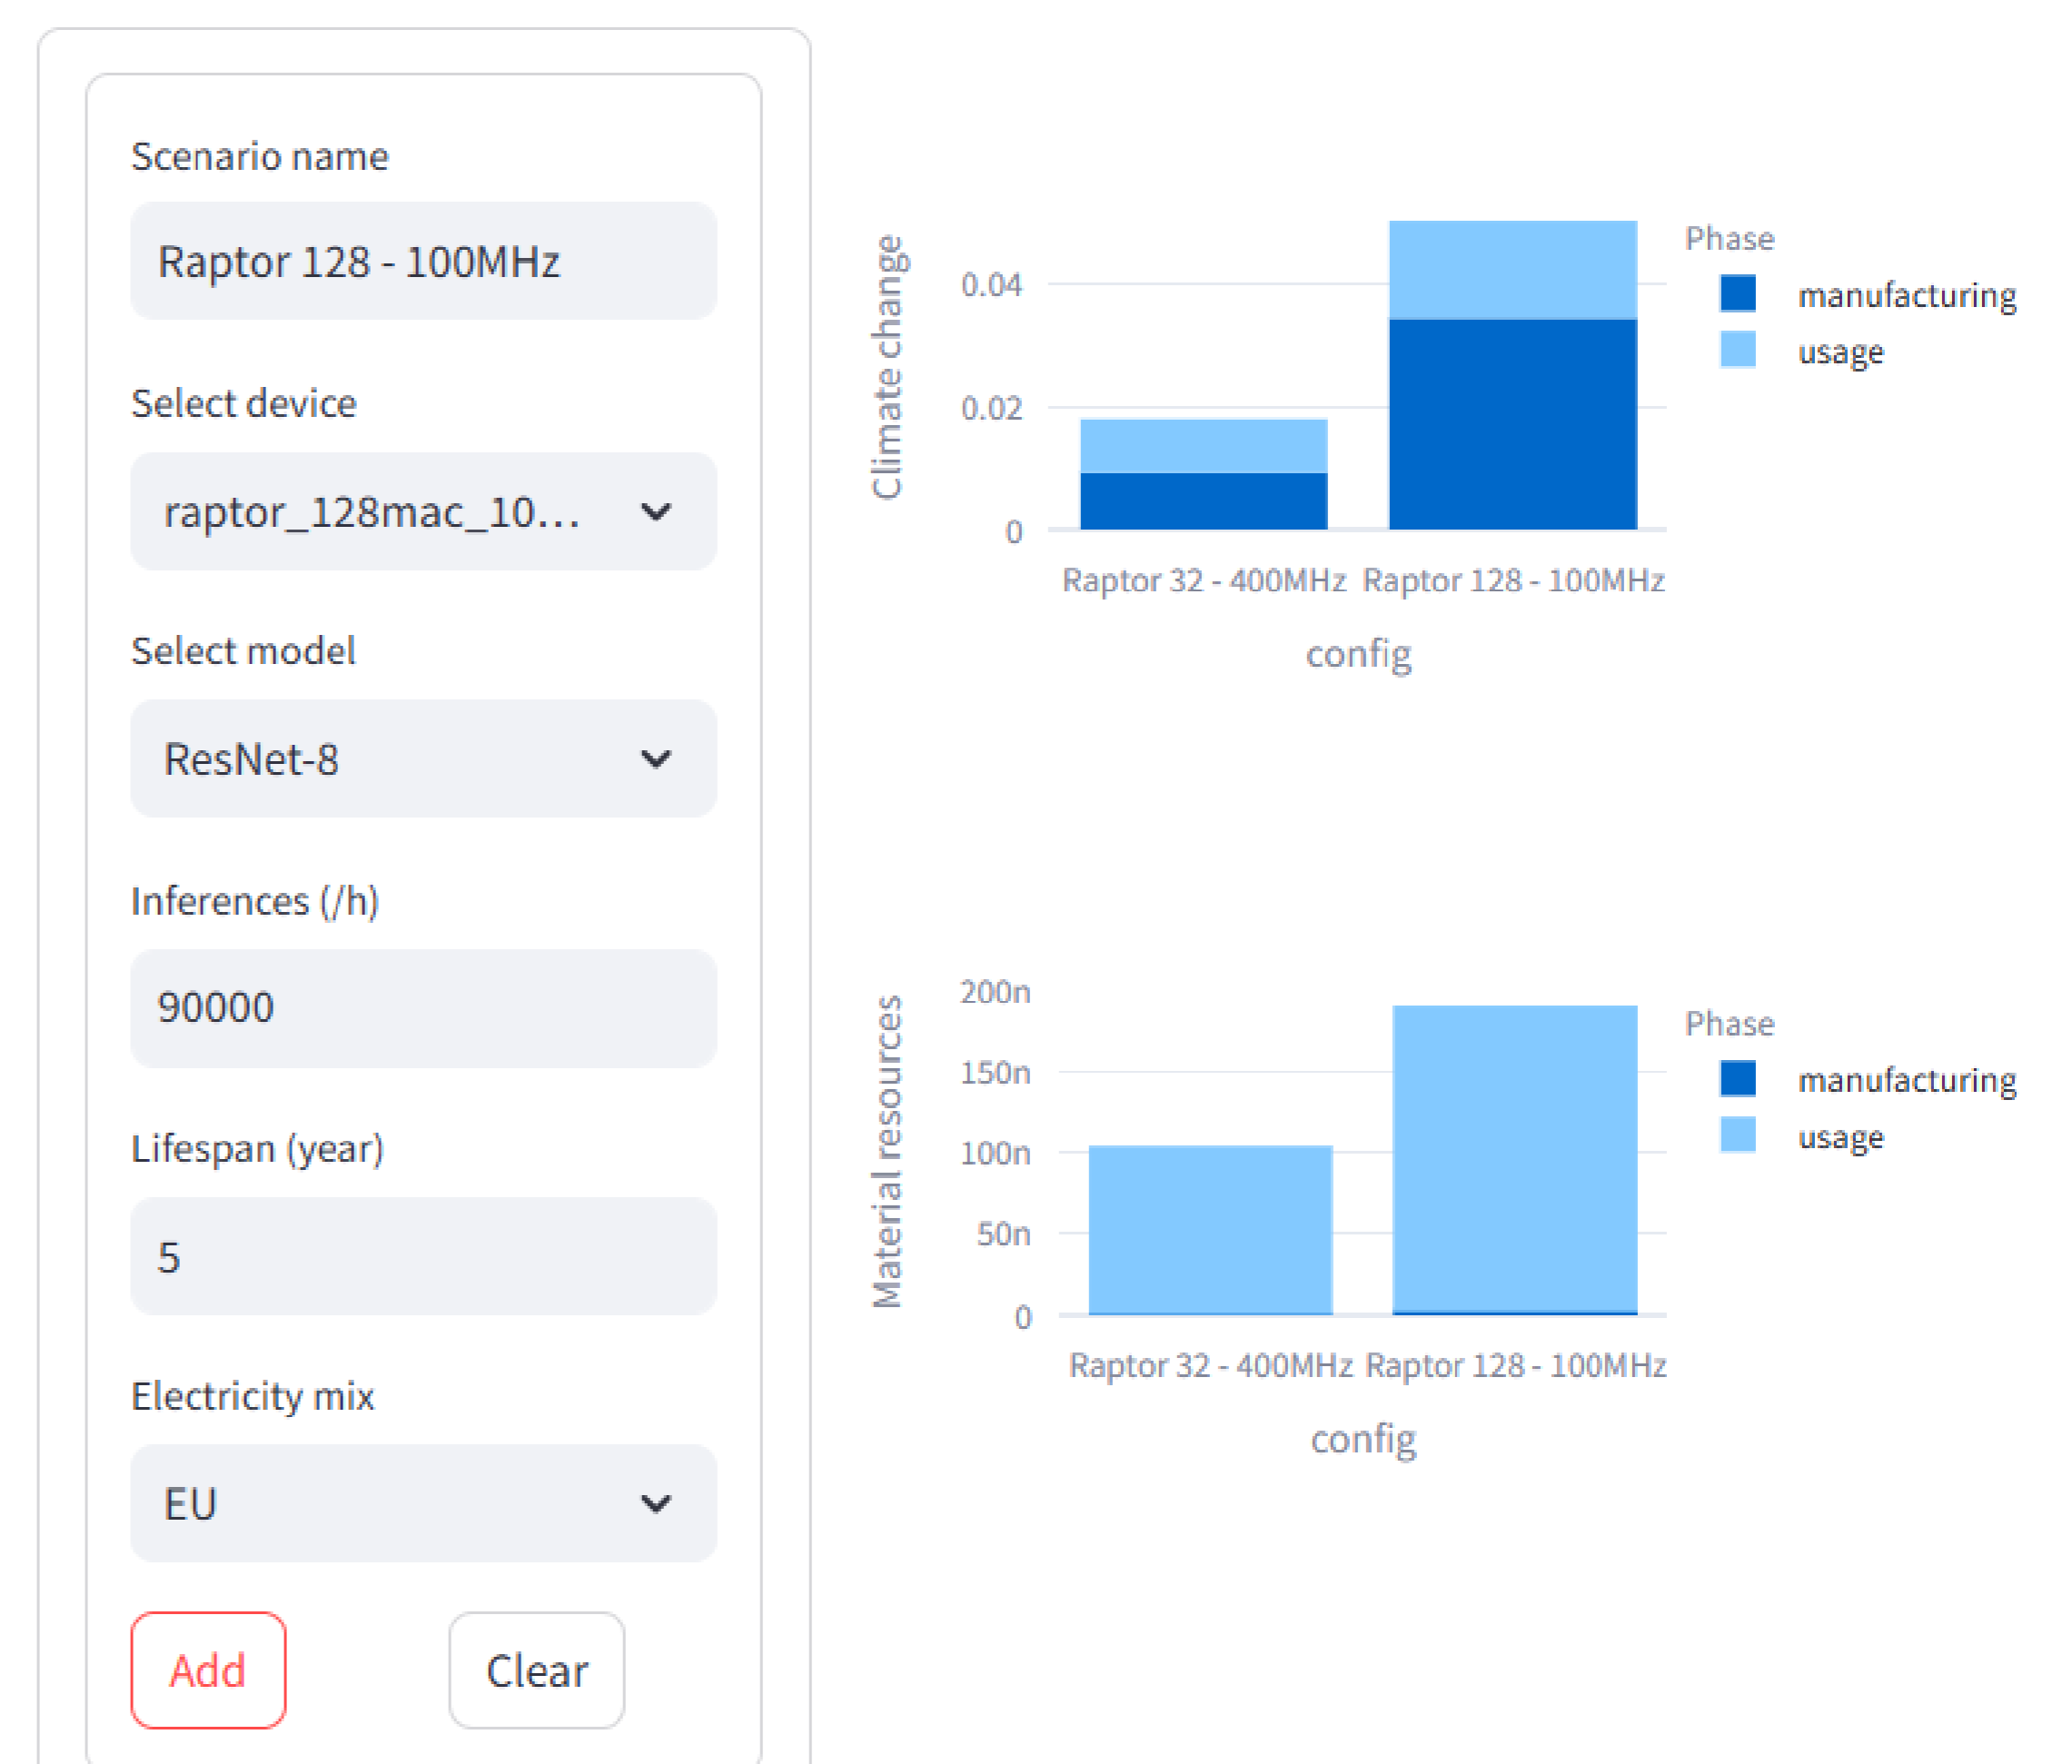 Scenario name
Raptor 128 - 100MHz
Select device
raptor_128mac_10...
Select model
ResNet-8
Inferences (/h)
90000
Lifespan (year)
5
Electricity mix
EU
Add
Clear
Climate change
0.04
0.02
0
Raptor 32 - 400MHz
Raptor 128 - 100MHz
config
Phase
manufacturing
usage
Material resources
200n
150n
100n
50n
0
Raptor 32 - 400MHz
Raptor 128 - 100MHz
config
Phase
manufacturing
usage